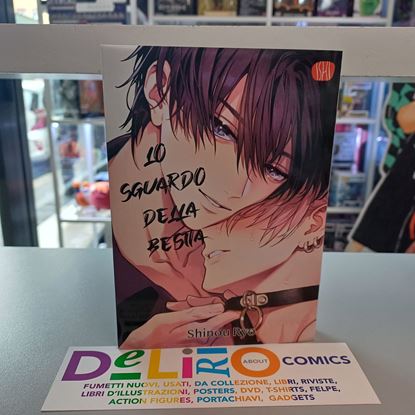 ISHI
LO
SGUARDO
DELLA
BESTIA
Shinou Ryo
DeLiRIO ABOUT COMICS
FUMETTI NUOVI, USATI, DA COLLEZIONE, LIBRI, RIVISTE,
LIBRI D'ILLUSTRAZIONI, POSTERS, DVD, T-SHIRTS, FELPE,
ACTION FIGURES, PORTACHIAVI, GADGETS